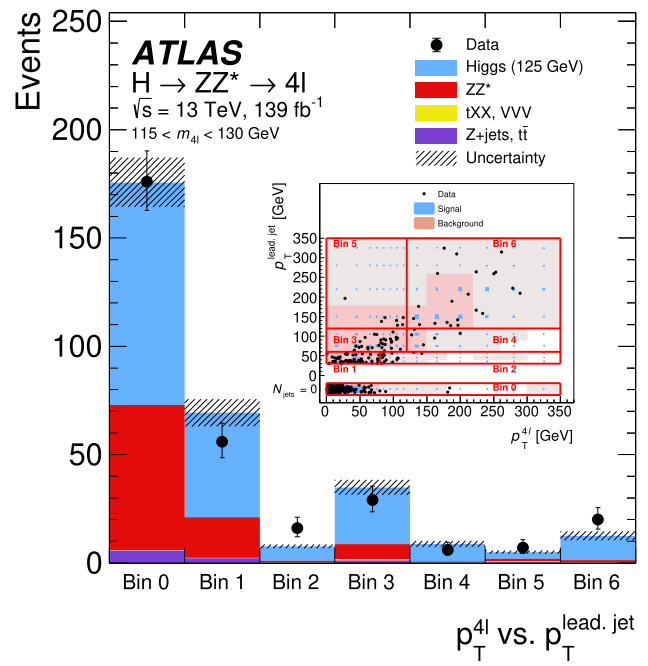 Events
250
200
150
100
50
0
ATLAS
H → ZZ* → 4l
√s = 13 TeV, 139 fb⁻¹
115 < m₄ₗ < 130 GeV
Data
Higgs (125 GeV)
ZZ*
tXX, VVV
Z+jets, tt̄
Uncertainty
Data
Signal
Background
p_T^lead. jet [GeV]
350
300
250
200
150
100
50
0
N_jets = 0
Bin 5
Bin 6
Bin 3
Bin 4
Bin 1
Bin 2
Bin 0
0 50 100 150 200 250 300 350
p_T^4l [GeV]
Bin 0 Bin 1 Bin 2 Bin 3 Bin 4 Bin 5 Bin 6
p_T^4l vs. p_T^lead. jet